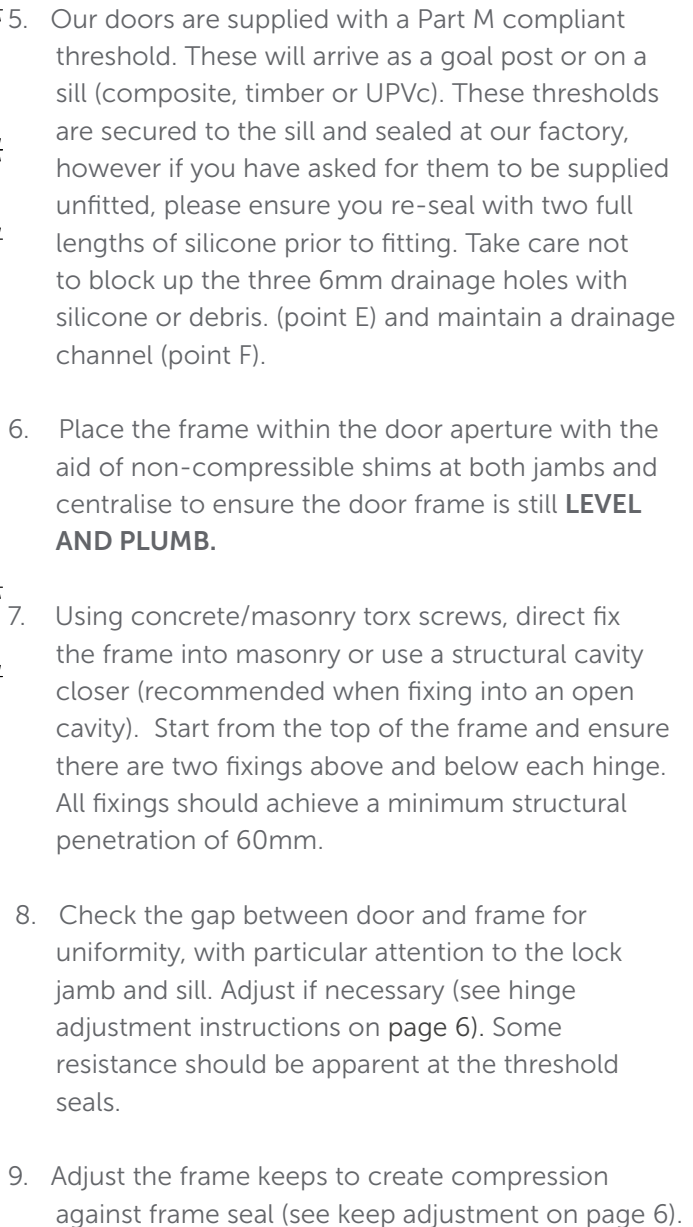 5. Our doors are supplied with a Part M compliant
threshold. These will arrive as a goal post or on a
sill (composite, timber or UPVc). These thresholds
are secured to the sill and sealed at our factory,
however if you have asked for them to be supplied
unfitted, please ensure you re-seal with two full
lengths of silicone prior to fitting. Take care not
to block up the three 6mm drainage holes with
silicone or debris. (point E) and maintain a drainage
channel (point F).
6. Place the frame within the door aperture with the
aid of non-compressible shims at both jambs and
centralise to ensure the door frame is still LEVEL
AND PLUMB.
7. Using concrete/masonry torx screws, direct fix
the frame into masonry or use a structural cavity
closer (recommended when fixing into an open
cavity). Start from the top of the frame and ensure
there are two fixings above and below each hinge.
All fixings should achieve a minimum structural
penetration of 60mm.
8. Check the gap between door and frame for
uniformity, with particular attention to the lock
jamb and sill. Adjust if necessary (see hinge
adjustment instructions on page 6). Some
resistance should be apparent at the threshold
seals.
9. Adjust the frame keeps to create compression
against frame seal (see keep adjustment on page 6).